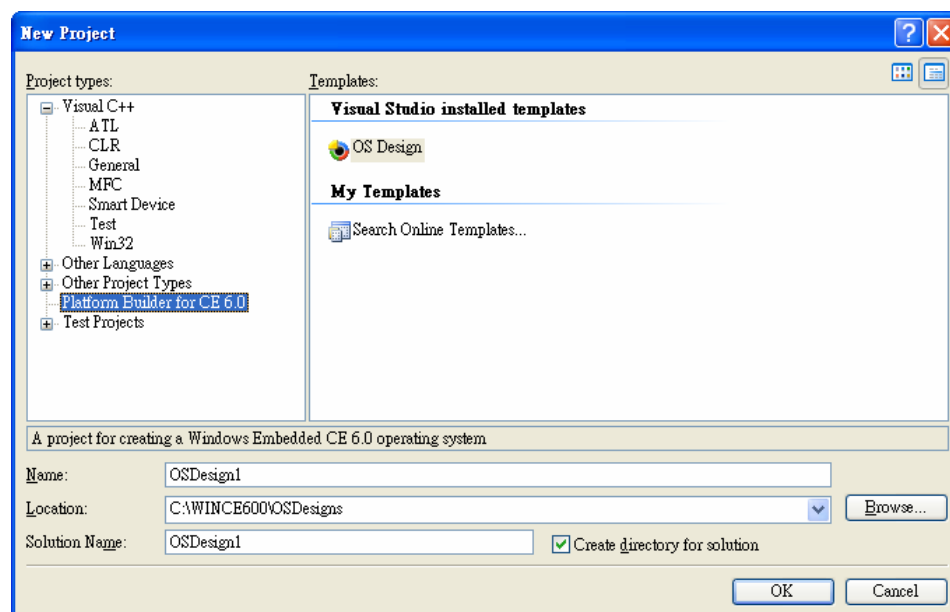 New Project
Project types:
Templates:
Visual C++
ATL
CLR
General
MFC
Smart Device
Test
Win32
Other Languages
Other Project Types
Platform Builder for CE 6.0
Test Projects
Visual Studio installed templates
OS Design
My Templates
Search Online Templates...
A project for creating a Windows Embedded CE 6.0 operating system
Name: OSDesign1
Location: C:\WINCE600\OSDesigns Browse...
Solution Name: OSDesign1 Create directory for solution
OK Cancel